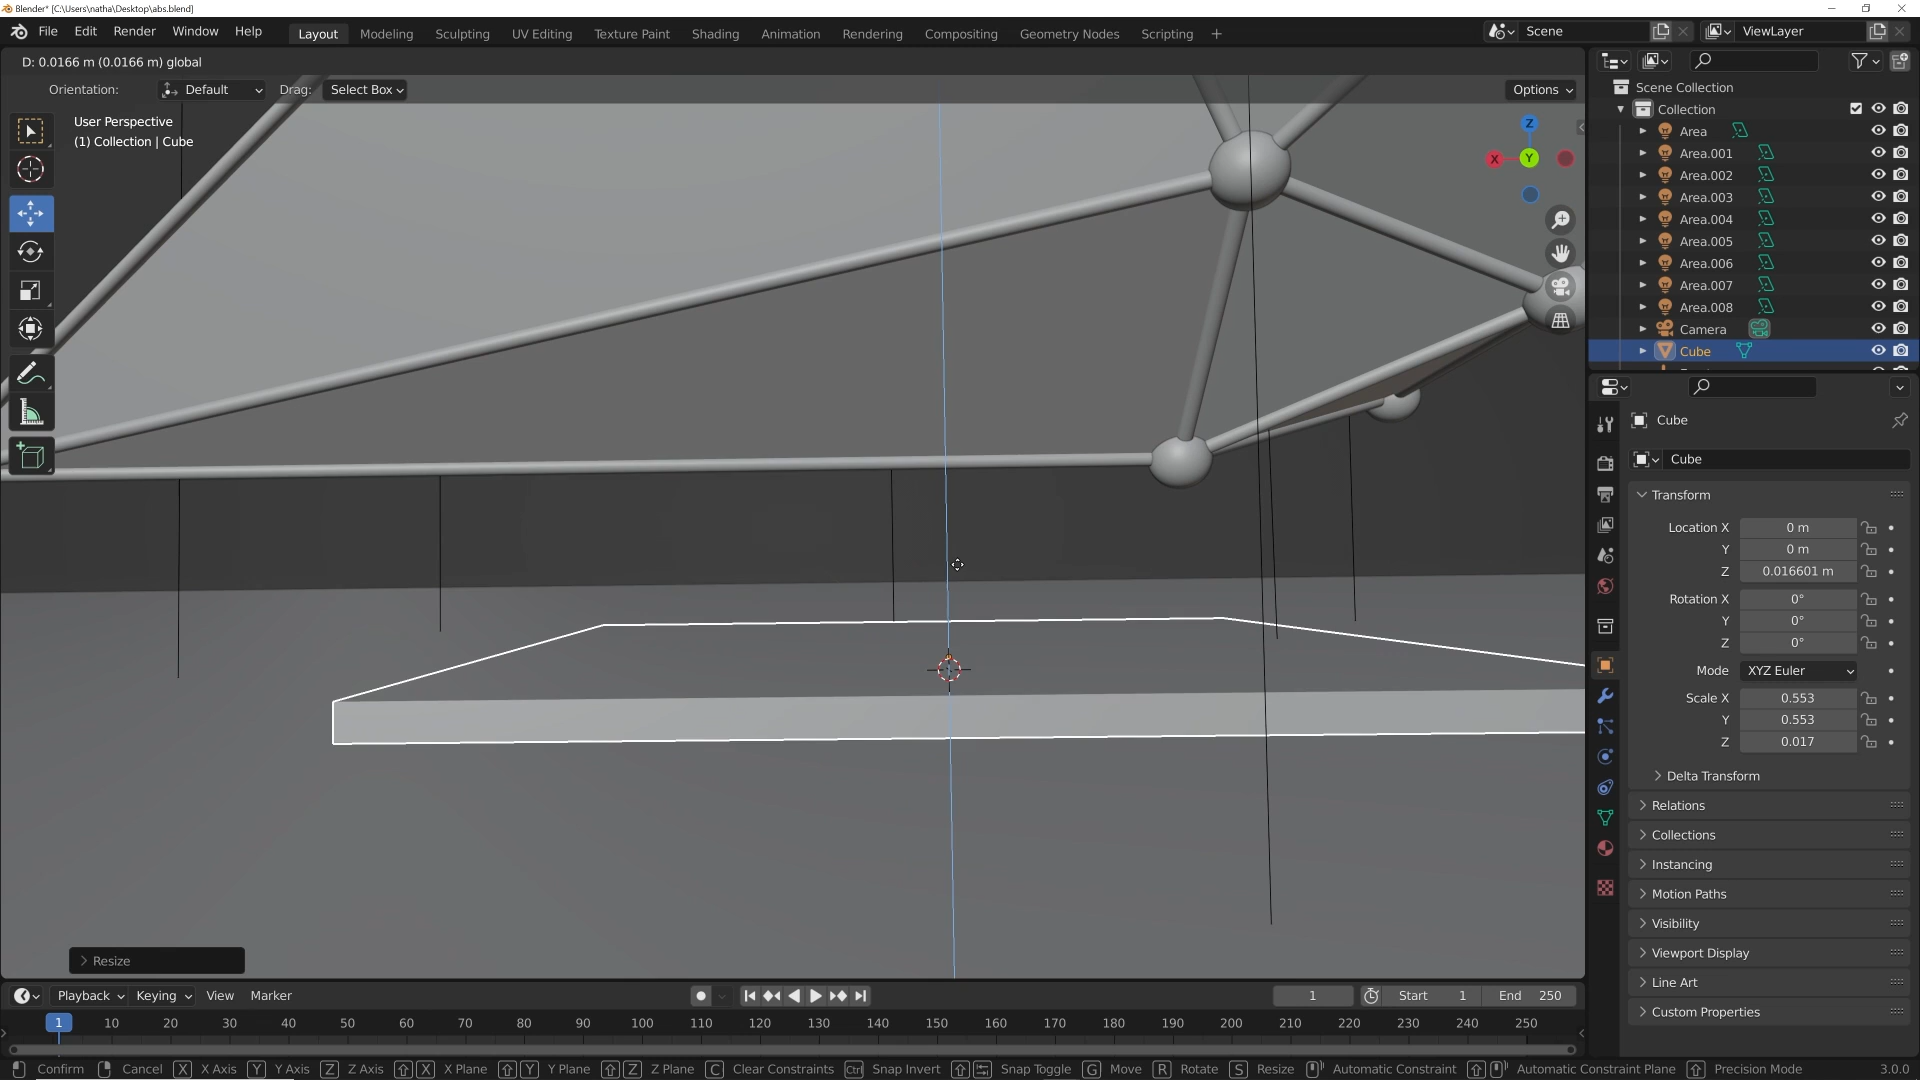 Blender* [C:\Users\natha\Desktop\abs.blend]
File Edit Render Window Help Layout Modeling Sculpting UV Editing Texture Paint Shading Animation Rendering Compositing Geometry Nodes Scripting + Scene ViewLayer
D: 0.0166 m (0.0166 m) global
Orientation: Default Drag: Select Box Options
User Perspective
(1) Collection | Cube
Z
X
Y
Resize
Scene Collection
Collection
Area
Area.001
Area.002
Area.003
Area.004
Area.005
Area.006
Area.007
Area.008
Camera
Cube
Cube
Cube
Transform
Location X 0 m
Y 0 m
Z 0.016601 m
Rotation X 0°
Y 0°
Z 0°
Mode XYZ Euler
Scale X 0.553
Y 0.553
Z 0.017
Delta Transform
Relations
Collections
Instancing
Motion Paths
Visibility
Viewport Display
Line Art
Custom Properties
Playback Keying View Marker 1 Start 1 End 250
1 10 20 30 40 50 60 70 80 90 100 110 120 130 140 150 160 170 180 190 200 210 220 230 240 250
Confirm Cancel X X Axis Y Y Axis Z Z Axis X X Plane Y Y Plane Z Z Plane C Clear Constraints Ctrl Snap Invert Snap Toggle G Move R Rotate S Resize Automatic Constraint Automatic Constraint Plane Precision Mode 3.0.0